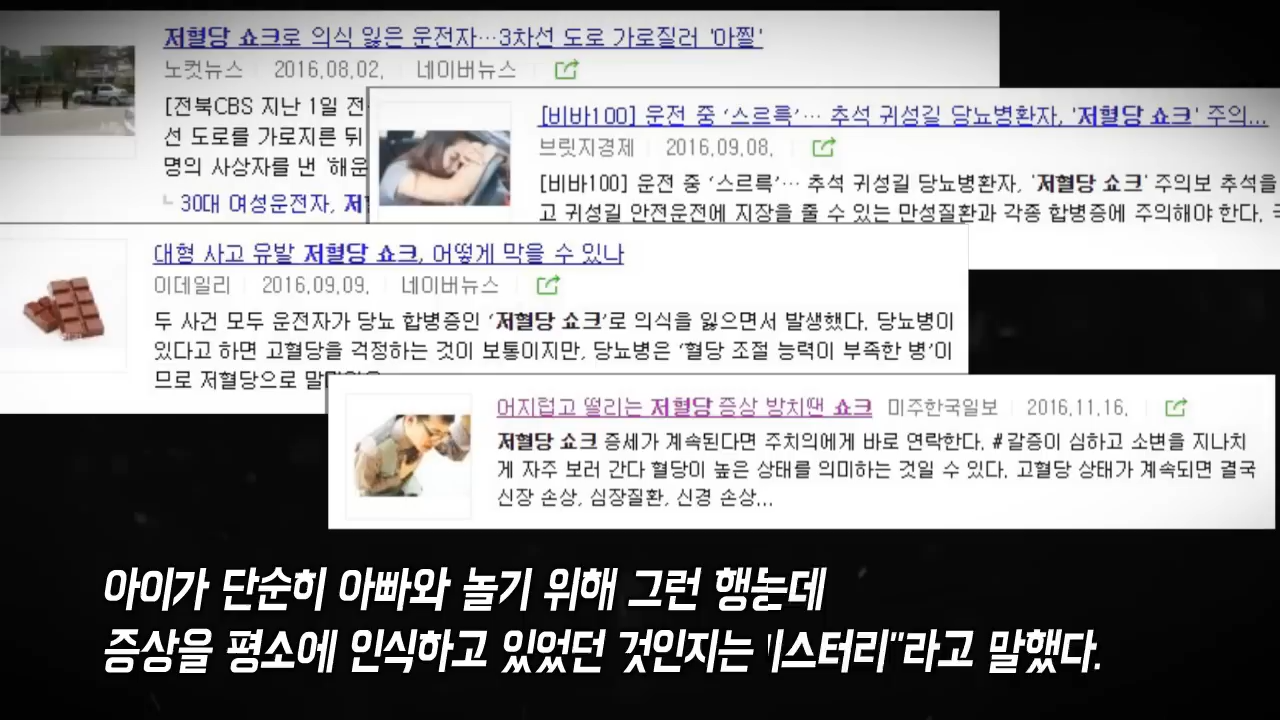 저혈당 쇼크로 의식 잃은 운전자…3차선 도로 가로질러 '아찔'
노컷뉴스 2016.08.02. 네이버뉴스
[전북CBS 지난 1일 전
선 도로를 가로지른 뒤
명의 사상자를 낸 '해운
30대 여성운전자, 저
[비바100] 운전 중 ‘스르륵’… 추석 귀성길 당뇨병환자, '저혈당 쇼크' 주의...
브릿지경제 2016.09.08.
[비바100] 운전 중 ‘스르륵’… 추석 귀성길 당뇨병환자, '저혈당 쇼크' 주의보 추석을
고 귀성길 안전운전에 지장을 줄 수 있는 만성질환과 각종 합병증에 주의해야 한다.
대형 사고 유발 저혈당 쇼크, 어떻게 막을 수 있나
이데일리 2016.09.09. 네이버뉴스
두 사건 모두 운전자가 당뇨 합병증인 ‘저혈당 쇼크’로 의식을 잃으면서 발생했다. 당뇨병이
있다고 하면 고혈당을 걱정하는 것이 보통이지만, 당뇨병은 ‘혈당 조절 능력이 부족한 병’이
므로 저혈당으로
어지럽고 떨리는 저혈당 증상 방치땐 쇼크 미주한국일보 2016.11.16.
저혈당 쇼크 증세가 계속된다면 주치의에게 바로 연락한다. #갈증이 심하고 소변을 지나치
게 자주 보러 간다 혈당이 높은 상태를 의미하는 것일 수 있다. 고혈당 상태가 계속되면 결국
신장 손상, 심장질환, 신경 손상...
아이가 단순히 아빠와 놀기 위해 그런
증상을 평소에 인식하고 있었던 것인지는 "라고 말했다.